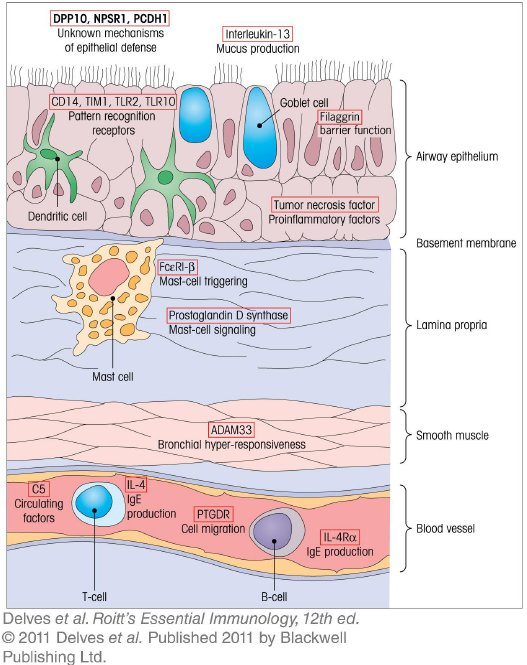 DPP10, NPSR1, PCDH1
Unknown mechanisms
of epithelial defense
Interleukin-13
Mucus production
CD14, TIM1, TLR2, TLR10
Pattern recognition
receptors
Goblet cell
Filaggrin
barrier function
Airway epithelium
Dendritic cell
Tumor necrosis factor
Proinflammatory factors
Basement membrane
FcεRI-β
Mast-cell triggering
Prostaglandin D synthase
Mast-cell signaling
Lamina propria
Mast cell
ADAM33
Bronchial hyper-responsiveness
Smooth muscle
C5
Circulating
factors
IL-4
IgE
production
PTGDR
Cell migration
IL-4Rα
IgE production
Blood vessel
T-cell
B-cell
Delves et al. Roitt's Essential Immunology, 12th ed.
© 2011 Delves et al. Published 2011 by Blackwell
Publishing Ltd.